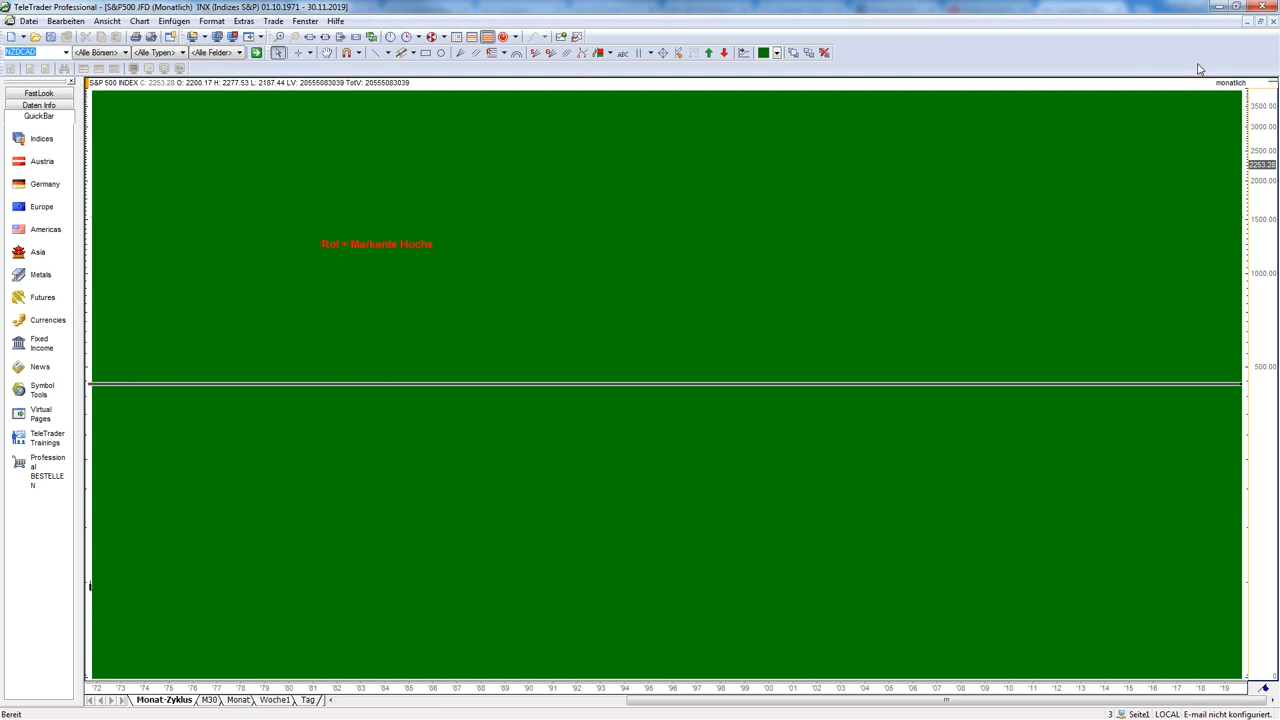 TeleTrader Professional - [S&P500 JFD (Monatlich)   INX (Indizes S&P) 01.10.1971 - 30.11.2019]
Datei Bearbeiten Ansicht Chart Einfügen Format Extras Trade Fenster Hilfe
NZDCAD <Alle Börsen> <Alle Typen> <Alle Felder> ABC
FastLook
Daten Info
QuickBar
Indices
Austria
Germany
Europe
Americas
Asia
Metals
Futures
Currencies
Fixed
Income
News
Symbol
Tools
Virtual
Pages
TeleTrader
Trainings
Profession
al
BESTELLE
N
S&P 500 INDEX C: 2253.28 O: 2200.17 H: 2277.53 L: 2187.44 LV: 20555083039 TotV: 20555083039
monatlich
Rot = Markante Hochs
3500.00
3000.00
2500.00
2253.28
2000.00
1500.00
1000.00
500.00
0
'72 '73 '74 '75 '76 '77 '78 '79 '80 '81 '82 '83 '84 '85 '86 '87 '88 '89 '90 '91 '92 '93 '94 '95 '96 '97 '98 '99 '00 '01 '02 '03 '04 '05 '06 '07 '08 '09 '10 '11 '12 '13 '14 '15 '16 '17 '18 '19
Monat-Zyklus M30 Monat Woche1 Tag
Bereit
3 Seite1 LOCAL E-mail nicht konfiguriert.